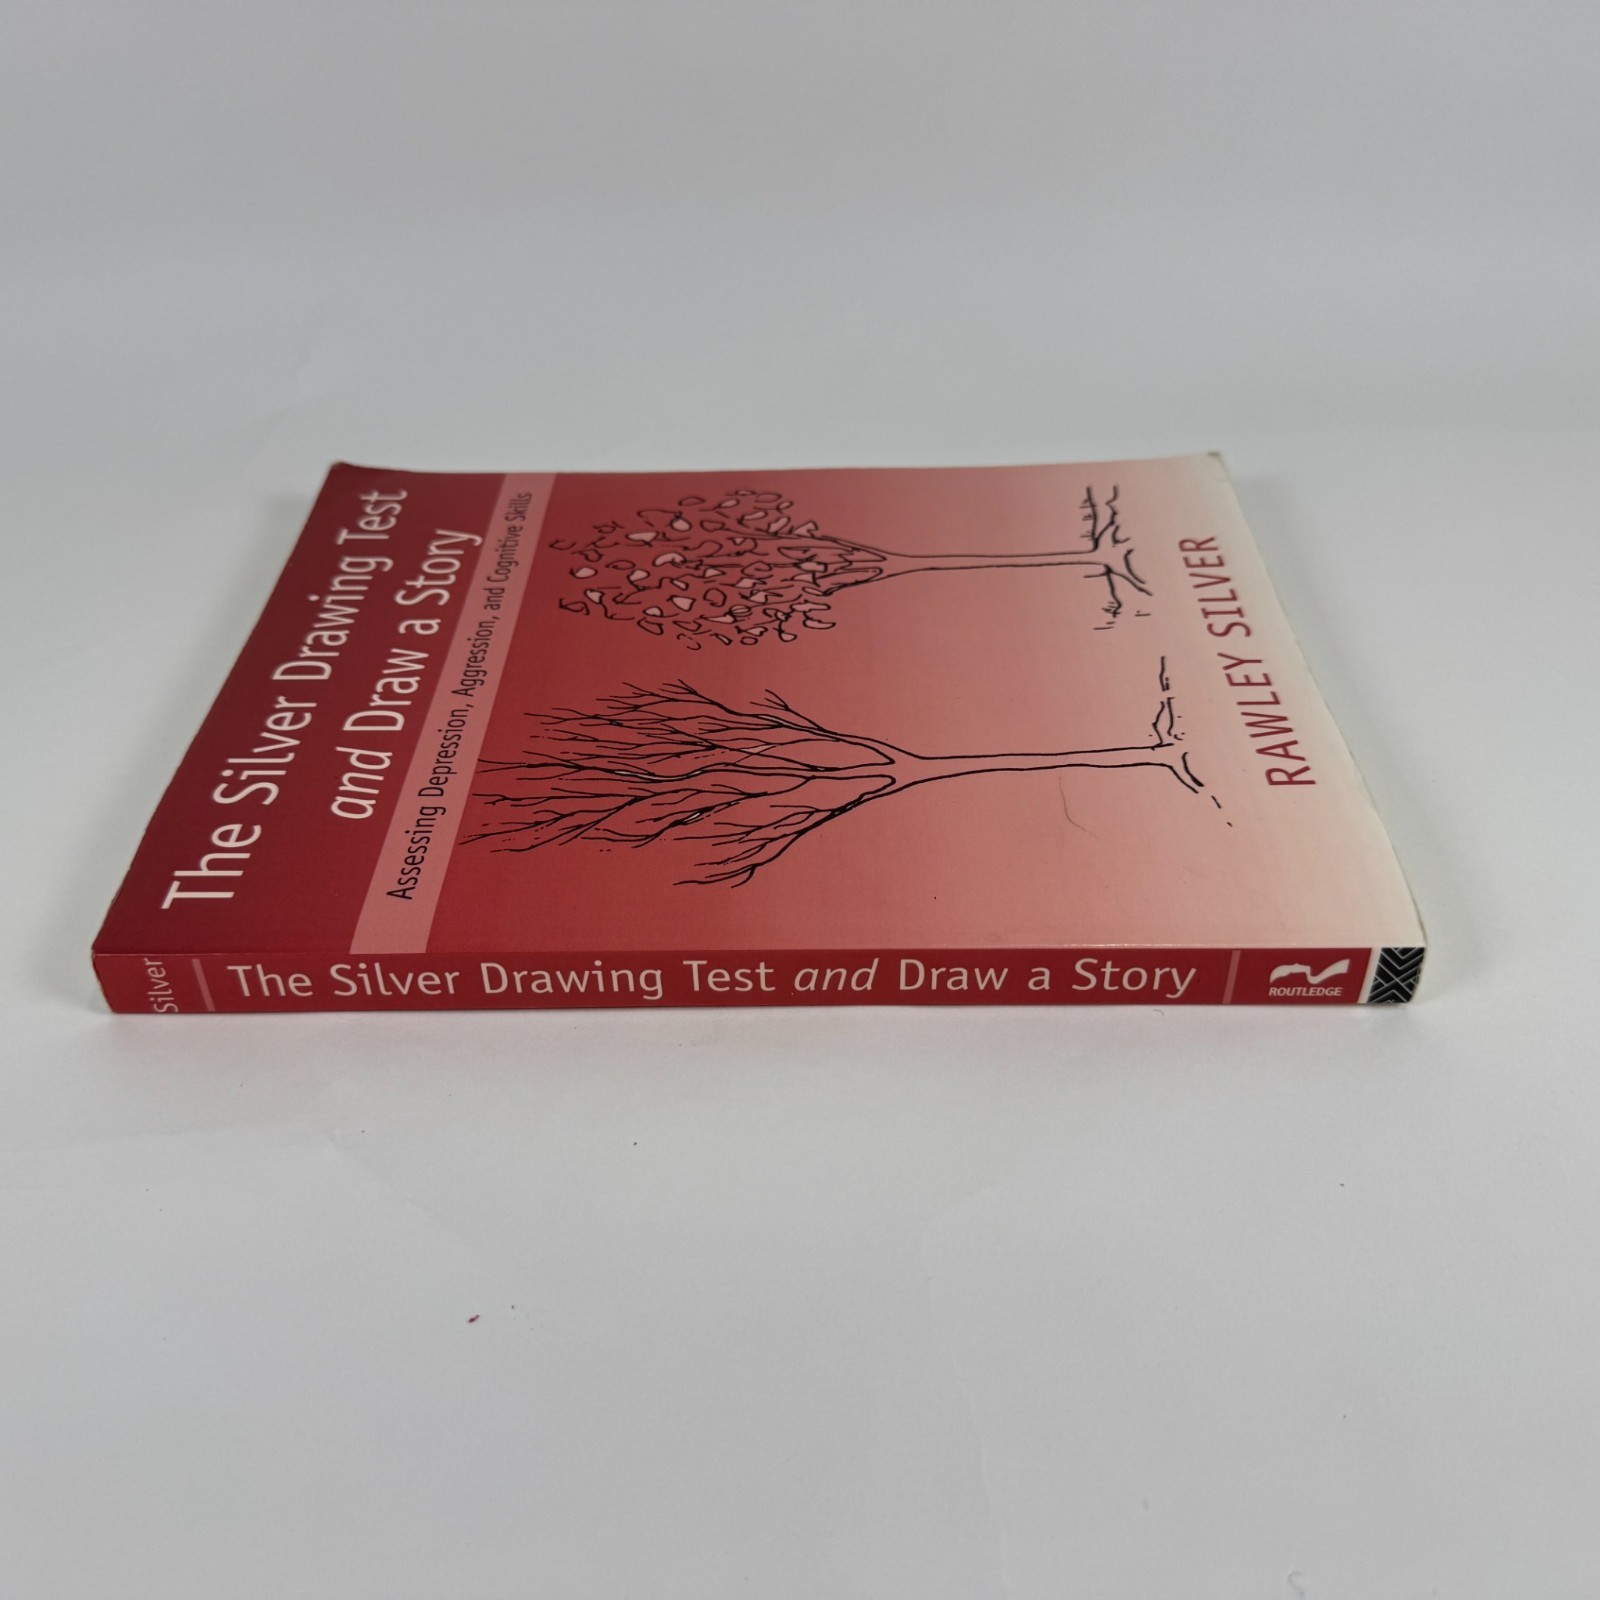 The Silver Drawing Test
and Draw a Story
Assessing Depression, Aggression, and Cognitive Skills
RAWLEY SILVER
Silver
The Silver Drawing Test and Draw a Story
ROUTLEDGE